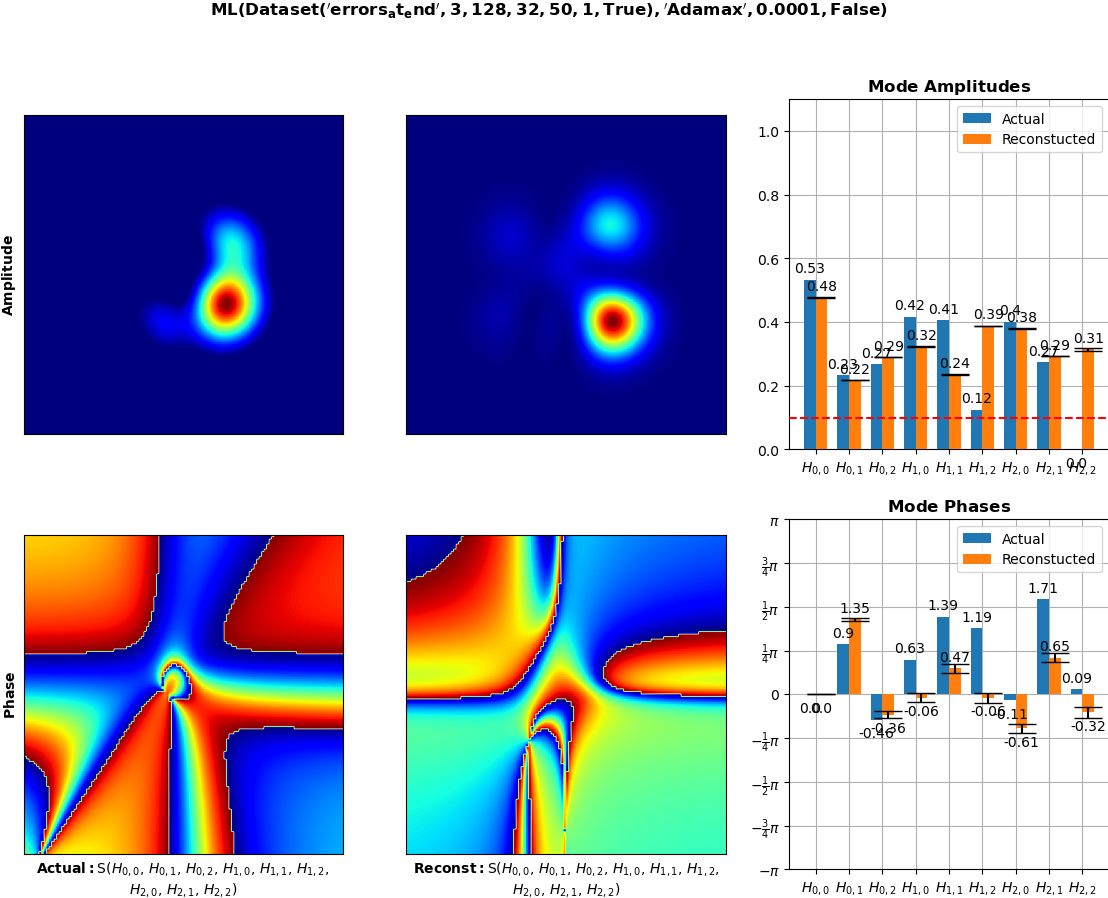 ML(Dataset('errors_at_end', 3, 128, 32, 50, 1, True), 'Adamax', 0.0001, False)
Amplitude
Mode Amplitudes
Actual
Reconstucted
1.0
0.8
0.6
0.4
0.2
0.0
0.53
0.48
0.23
0.22
0.27
0.29
0.42
0.32
0.41
0.24
0.12
0.39
0.4
0.38
0.27
0.29
0.0
0.31
H0,0 H0,1 H0,2 H1,0 H1,1 H1,2 H2,0 H2,1 H2,2
Phase
Mode Phases
Actual
Reconstucted
π
3/4π
1/2π
1/4π
0
−1/4π
−1/2π
−3/4π
−π
0.0
0.0
0.9
1.35
-0.46
-0.36
0.63
-0.06
1.39
0.47
1.19
-0.06
-0.11
-0.61
1.71
0.65
0.09
-0.32
H0,0 H0,1 H0,2 H1,0 H1,1 H1,2 H2,0 H2,1 H2,2
Actual: S(H0,0, H0,1, H0,2, H1,0, H1,1, H1,2,
H2,0, H2,1, H2,2)
Reconst: S(H0,0, H0,1, H0,2, H1,0, H1,1, H1,2,
H2,0, H2,1, H2,2)